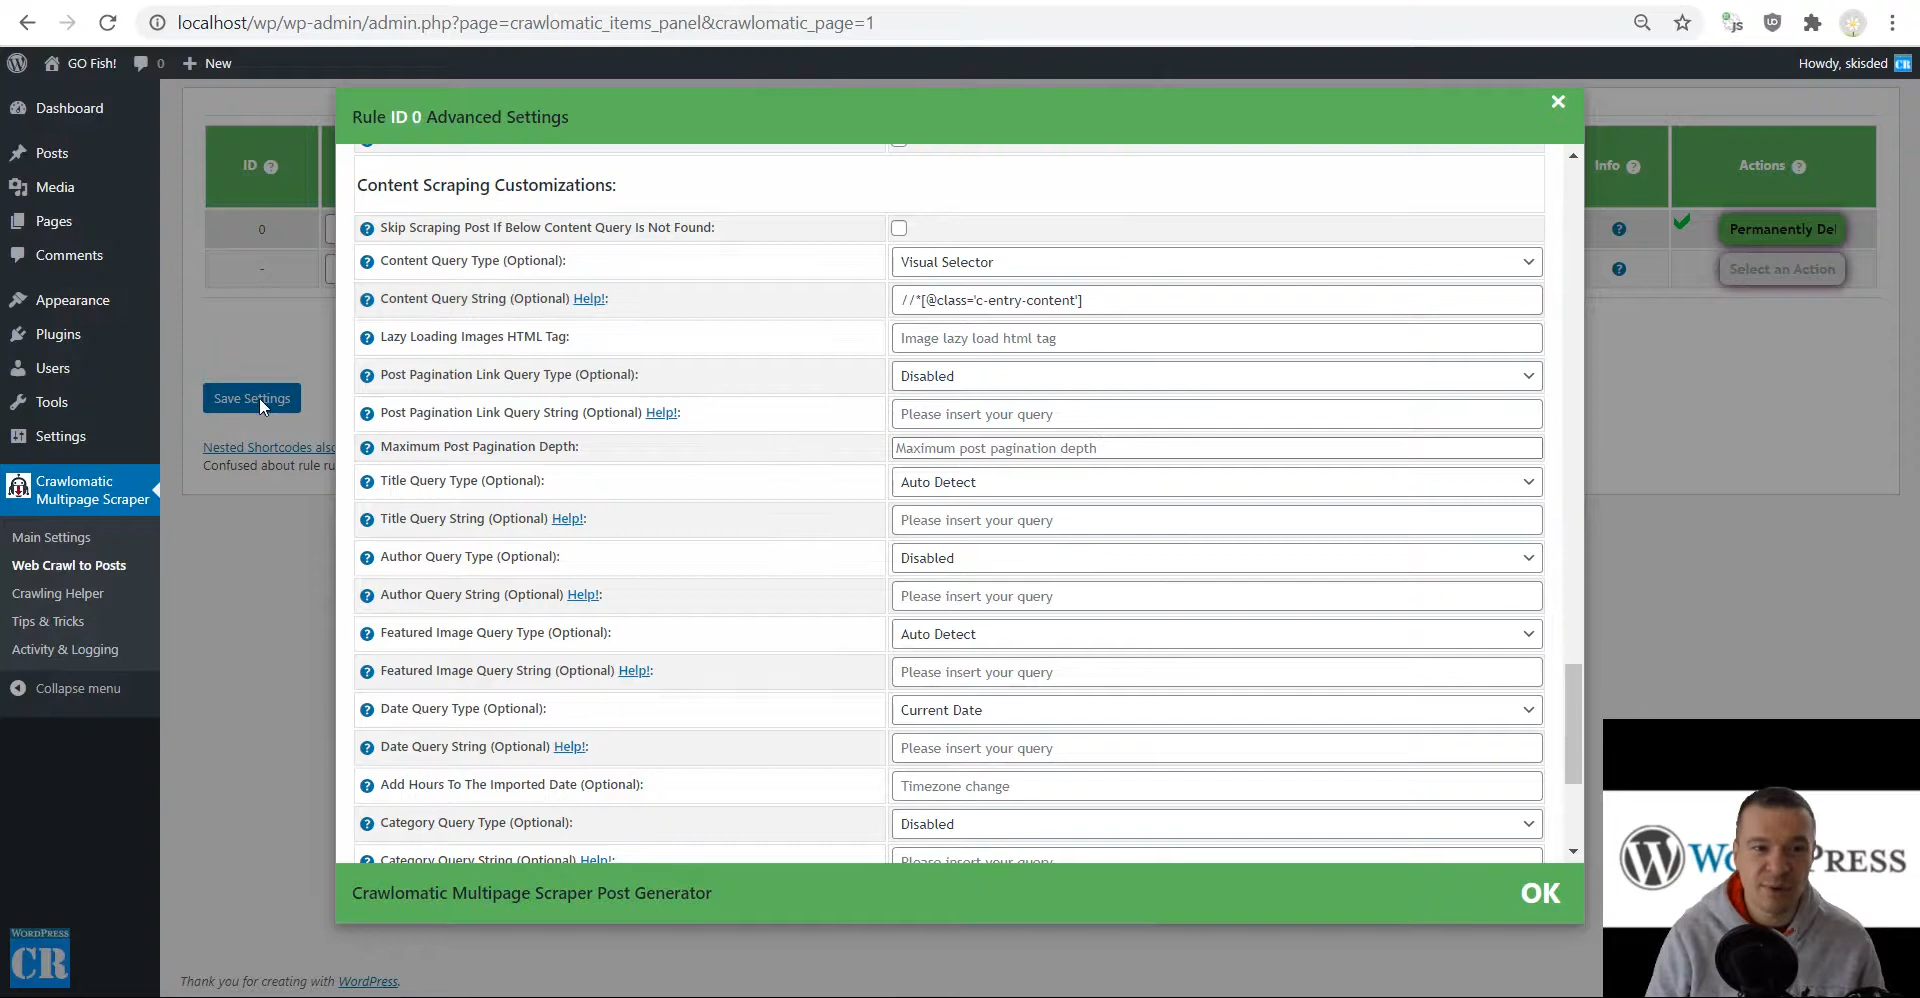 localhost/wp/wp-admin/admin.php?page=crawlomatic_items_panel&crawlomatic_page=1
GO Fish!
0
New
Howdy, skisded
CR
Dashboard
Posts
Media
Pages
Comments
Appearance
Plugins
Users
Tools
Settings
Crawlomatic
Multipage Scraper
Main Settings
Web Crawl to Posts
Crawling Helper
Tips & Tricks
Activity & Logging
Collapse menu
WORDPRESS
CR
ID
0
-
Save Settings
Nested Shortcodes also
Confused about rule ru
Rule ID 0 Advanced Settings
Content Scraping Customizations:
Skip Scraping Post If Below Content Query Is Not Found:
Content Query Type (Optional): Visual Selector
Content Query String (Optional) Help!: //*[@class='c-entry-content']
Lazy Loading Images HTML Tag: Image lazy load html tag
Post Pagination Link Query Type (Optional): Disabled
Post Pagination Link Query String (Optional) Help!: Please insert your query
Maximum Post Pagination Depth: Maximum post pagination depth
Title Query Type (Optional): Auto Detect
Title Query String (Optional) Help!: Please insert your query
Author Query Type (Optional): Disabled
Author Query String (Optional) Help!: Please insert your query
Featured Image Query Type (Optional): Auto Detect
Featured Image Query String (Optional) Help!: Please insert your query
Date Query Type (Optional): Current Date
Date Query String (Optional) Help!: Please insert your query
Add Hours To The Imported Date (Optional): Timezone change
Category Query Type (Optional): Disabled
Category Query String (Optional) Help!: Please insert your query
Crawlomatic Multipage Scraper Post Generator
OK
Info
Actions
Permanently Del
Select an Action
Thank you for creating with WordPress.